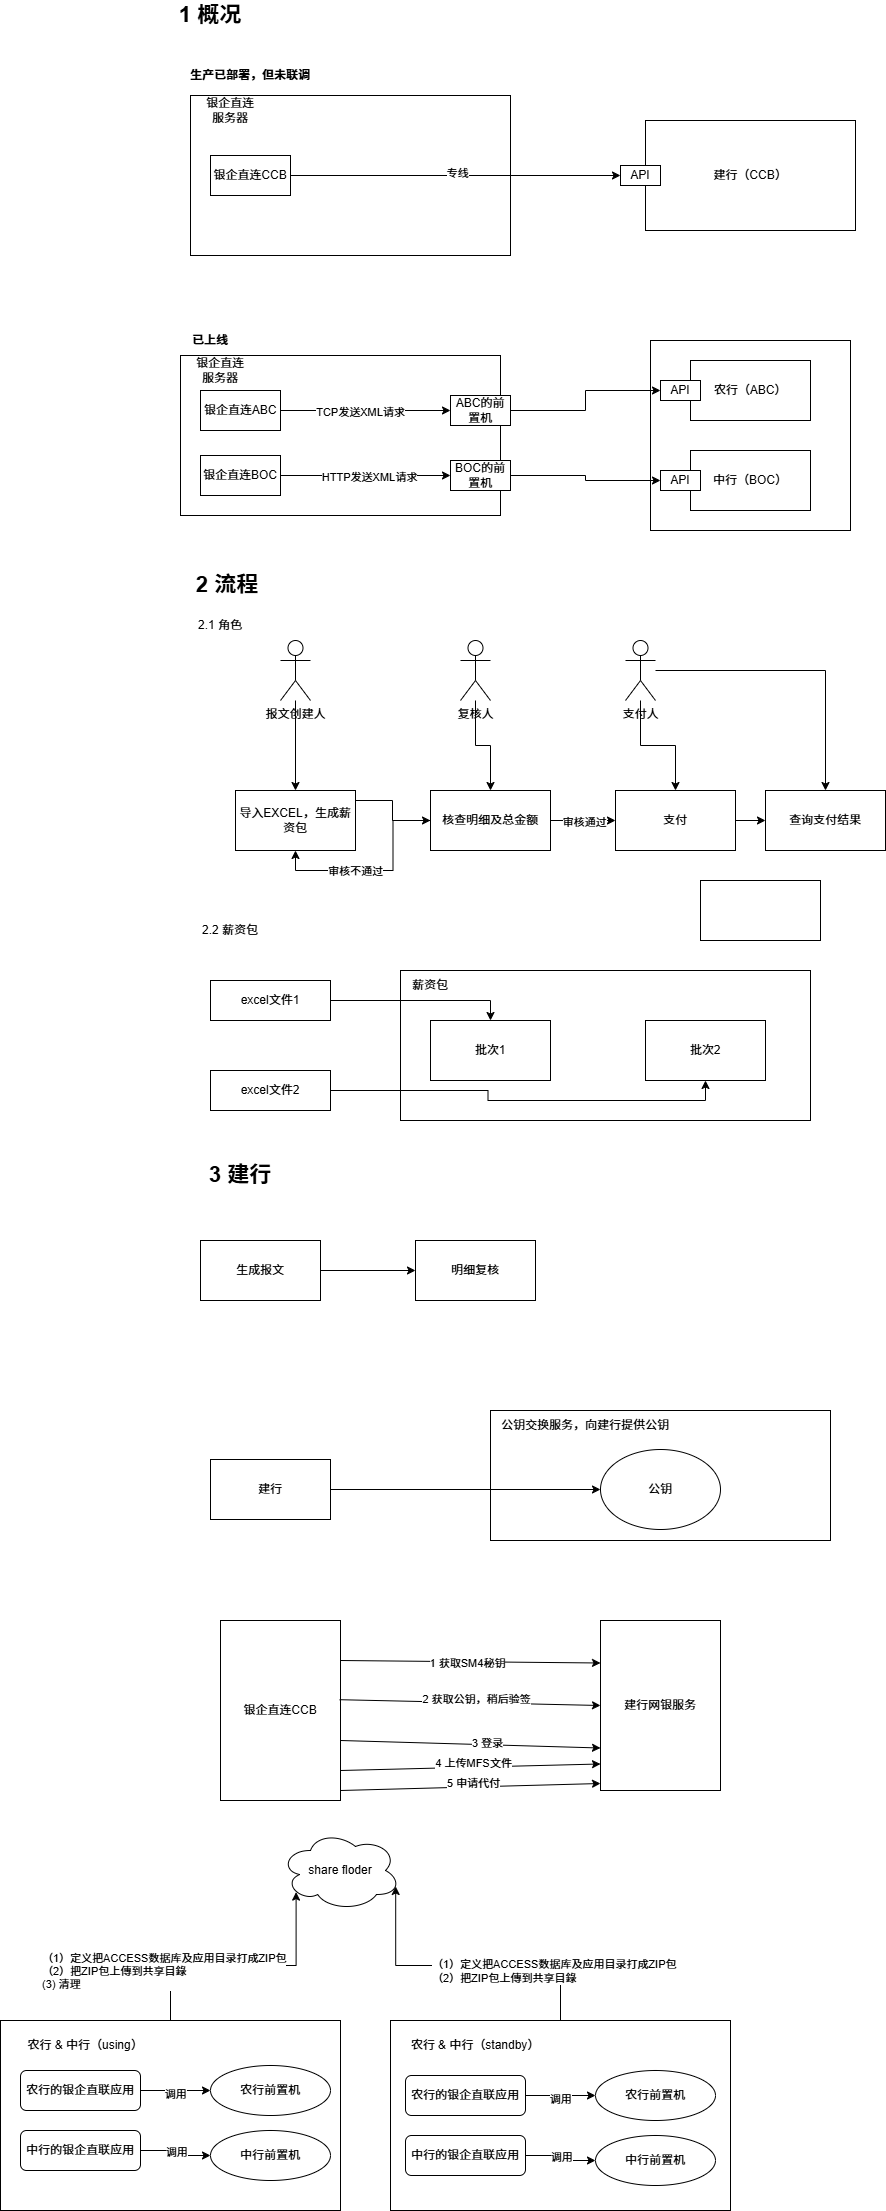 1 概况
生产已部署，但未联调
银企直连
服务器
银企直连CCB
专线
API
建行（CCB）
已上线
银企直连
服务器
银企直连ABC
TCP发送XML请求
ABC的前
置机
API
农行（ABC）
银企直连BOC
HTTP发送XML请求
BOC的前
置机
API
中行（BOC）
2 流程
2.1 角色
报文创建人
复核人
支付人
导入EXCEL，生成薪
资包
核查明细及总金额
审核通过
支付
查询支付结果
审核不通过
2.2 薪资包
薪资包
excel文件1
批次1
批次2
excel文件2
3 建行
生成报文
明细复核
公钥交换服务，向建行提供公钥
建行
公钥
银企直连CCB
1 获取SM4秘钥
2 获取公钥，稍后验签
3 登录
4 上传MFS文件
5 申请代付
建行网银服务
share floder
（1）定义把ACCESS数据库及应用目录打成ZIP包
（2）把ZIP包上傳到共享目錄
(3) 清理
（1）定义把ACCESS数据库及应用目录打成ZIP包
（2）把ZIP包上傳到共享目錄
农行 & 中行（using）
农行的银企直联应用
调用
农行前置机
中行的银企直联应用
调用
中行前置机
农行 & 中行（standby）
农行的银企直联应用
调用
农行前置机
中行的银企直联应用
调用
中行前置机